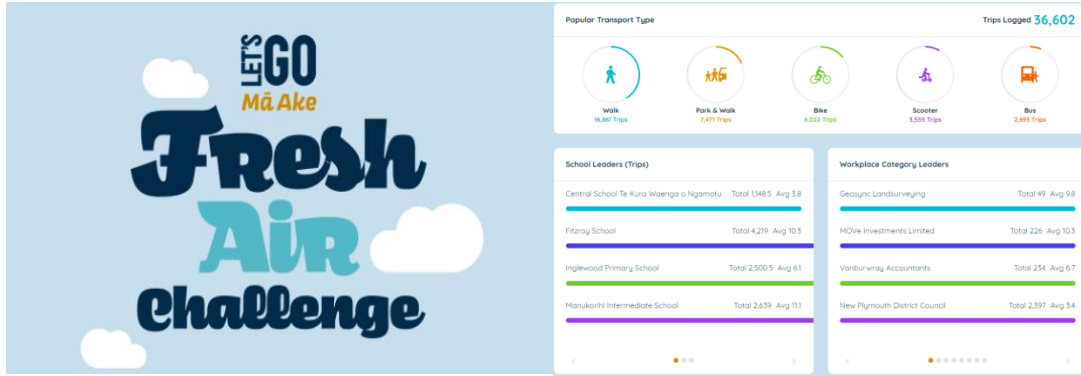 LET'S GO
Mā Ake
Fresh
Air
Challenge
Popular Transport Type
Trips Logged 36,602
Walk
16,861 Trips
Park & Walk
7,471 Trips
Bike
6,022 Trips
Scooter
3,555 Trips
Bus
2,693 Trips
School Leaders (Trips)
Central School Te Kura Waenga o Ngamotu Total 1,148.5 Avg 3.8
Fitzroy School Total 4,219 Avg 10.3
Inglewood Primary School Total 2,500.5 Avg 6.1
Manukorihi Intermediate School Total 2,639 Avg 11.1
Workplace Category Leaders
Geosync Landsurveying Total 49 Avg 9.8
MOVe Investments Limited Total 226 Avg 10.3
Vanburwray Accountants Total 234 Avg 6.7
New Plymouth District Council Total 2,397 Avg 3.4